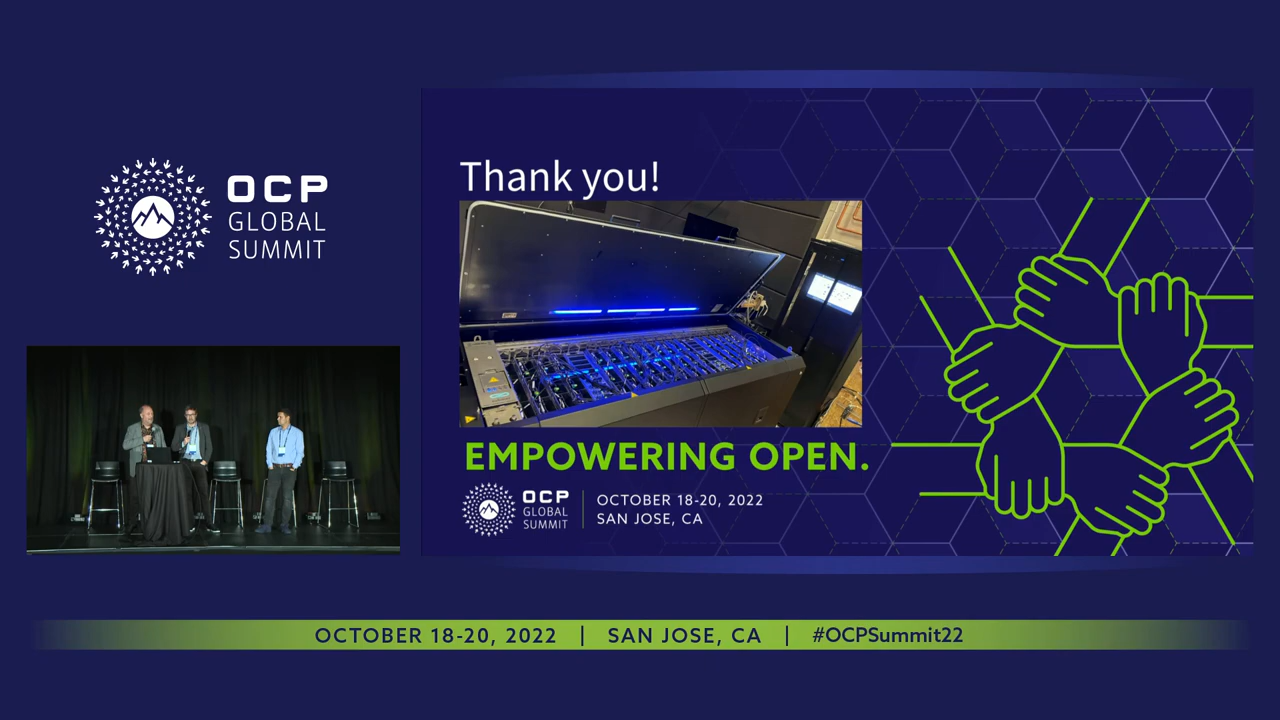 OCP
GLOBAL
SUMMIT
Thank you!
EMPOWERING OPEN.
OCP
GLOBAL
SUMMIT
OCTOBER 18-20, 2022
SAN JOSE, CA
OCTOBER 18-20, 2022 | SAN JOSE, CA | #OCPSummit22